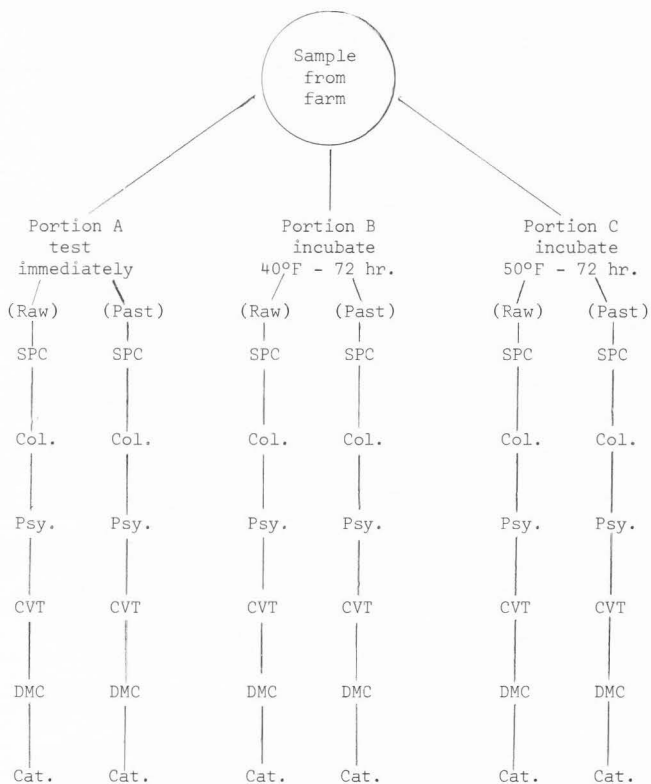 Sample
from
farm
Portion A
test
immediately
Portion B
incubate
40°F - 72 hr.
Portion C
incubate
50°F - 72 hr.
(Raw) (Past) (Raw) (Past) (Raw) (Past)
SPC SPC SPC SPC SPC SPC
Col. Col. Col. Col. Col. Col.
Psy. Psy. Psy. Psy. Psy. Psy.
CVT CVT CVT CVT CVT CVT
DMC DMC DMC DMC DMC DMC
Cat. Cat. Cat. Cat. Cat. Cat.